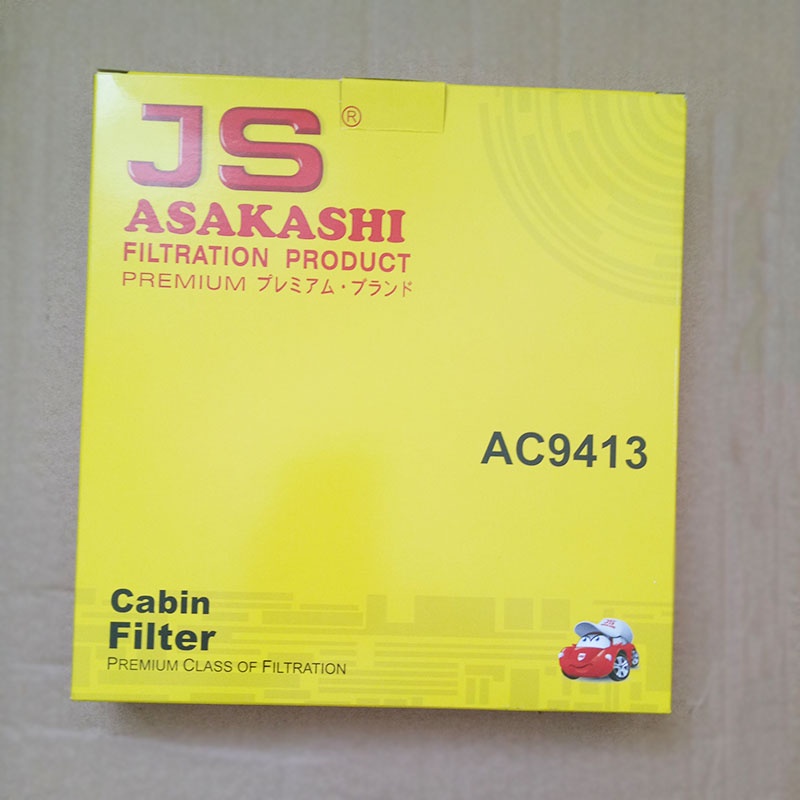 JS®
ASAKASHI
FILTRATION PRODUCT
PREMIUM プレミアム・ブランド
AC9413
Cabin
Filter
PREMIUM CLASS OF FILTRATION
JS